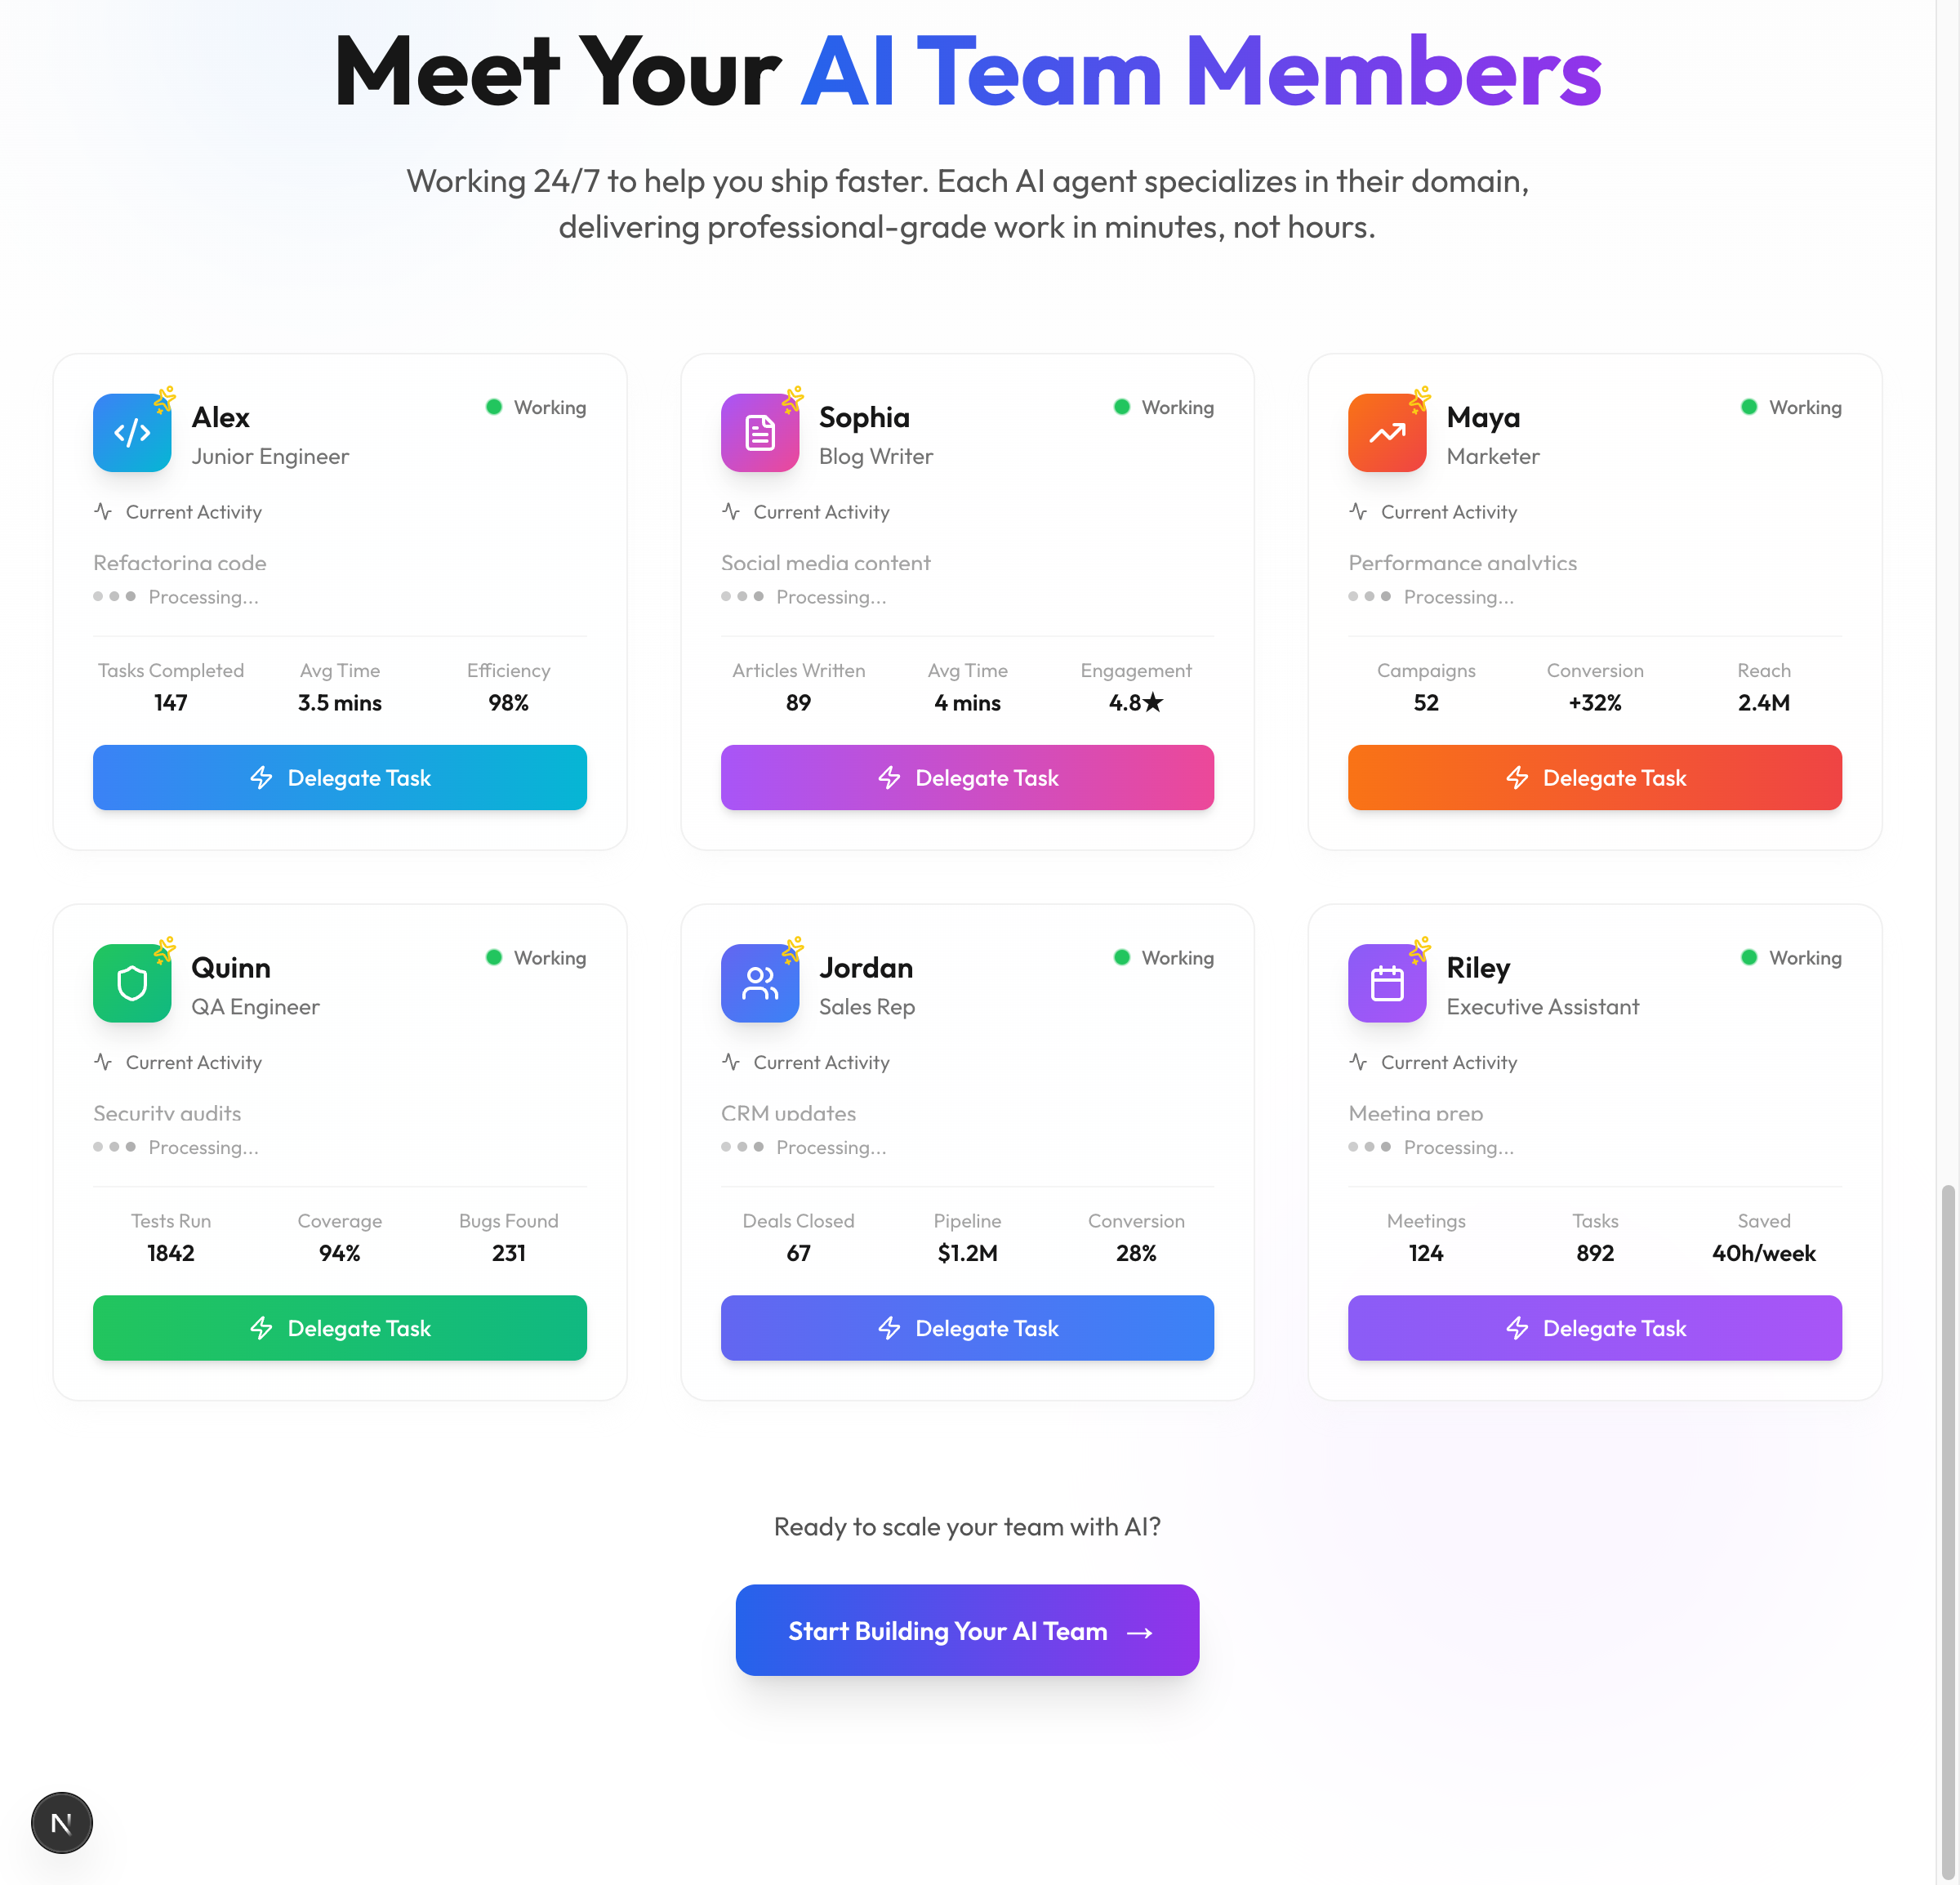 Meet Your AI Team Members
Working 24/7 to help you ship faster. Each AI agent specializes in their domain,
delivering professional-grade work in minutes, not hours.
Alex
Working
Junior Engineer
Current Activity
Refactoring code
Processing...
Tasks Completed Avg Time Efficiency
147 3.5 mins 98%
Delegate Task
Sophia
Working
Blog Writer
Current Activity
Social media content
Processing...
Articles Written Avg Time Engagement
89 4 mins 4.8★
Delegate Task
Maya
Working
Marketer
Current Activity
Performance analytics
Processing...
Campaigns Conversion Reach
52 +32% 2.4M
Delegate Task
Quinn
Working
QA Engineer
Current Activity
Security audits
Processing...
Tests Run Coverage Bugs Found
1842 94% 231
Delegate Task
Jordan
Working
Sales Rep
Current Activity
CRM updates
Processing...
Deals Closed Pipeline Conversion
67 $1.2M 28%
Delegate Task
Riley
Working
Executive Assistant
Current Activity
Meeting prep
Processing...
Meetings Tasks Saved
124 892 40h/week
Delegate Task
Ready to scale your team with AI?
Start Building Your AI Team →
N